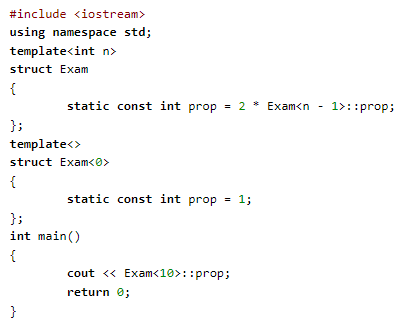 #include <iostream>
using namespace std;
template<int n>
struct Exam
{
        static const int prop = 2 * Exam<n - 1>::prop;
};
template<>
struct Exam<0>
{
        static const int prop = 1;
};
int main()
{
        cout << Exam<10>::prop;
        return 0;
}